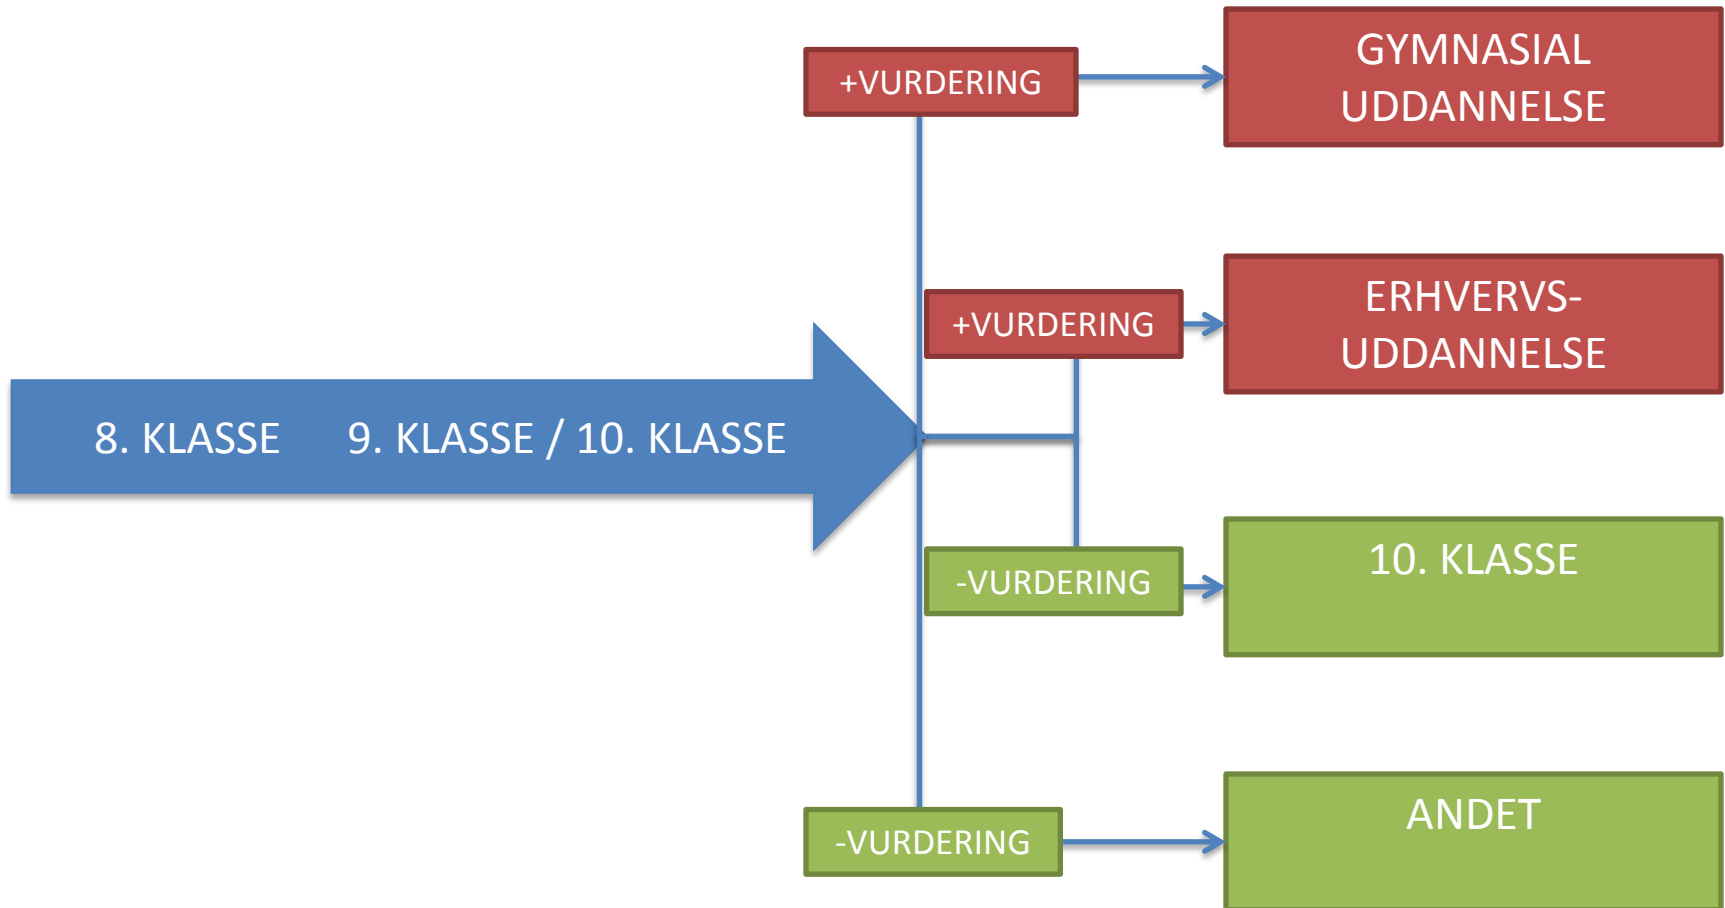 +VURDERING
GYMNASIAL
UDDANNELSE
+VURDERING
ERHVERVS-
UDDANNELSE
8. KLASSE 9. KLASSE / 10. KLASSE
-VURDERING
10. KLASSE
-VURDERING
ANDET